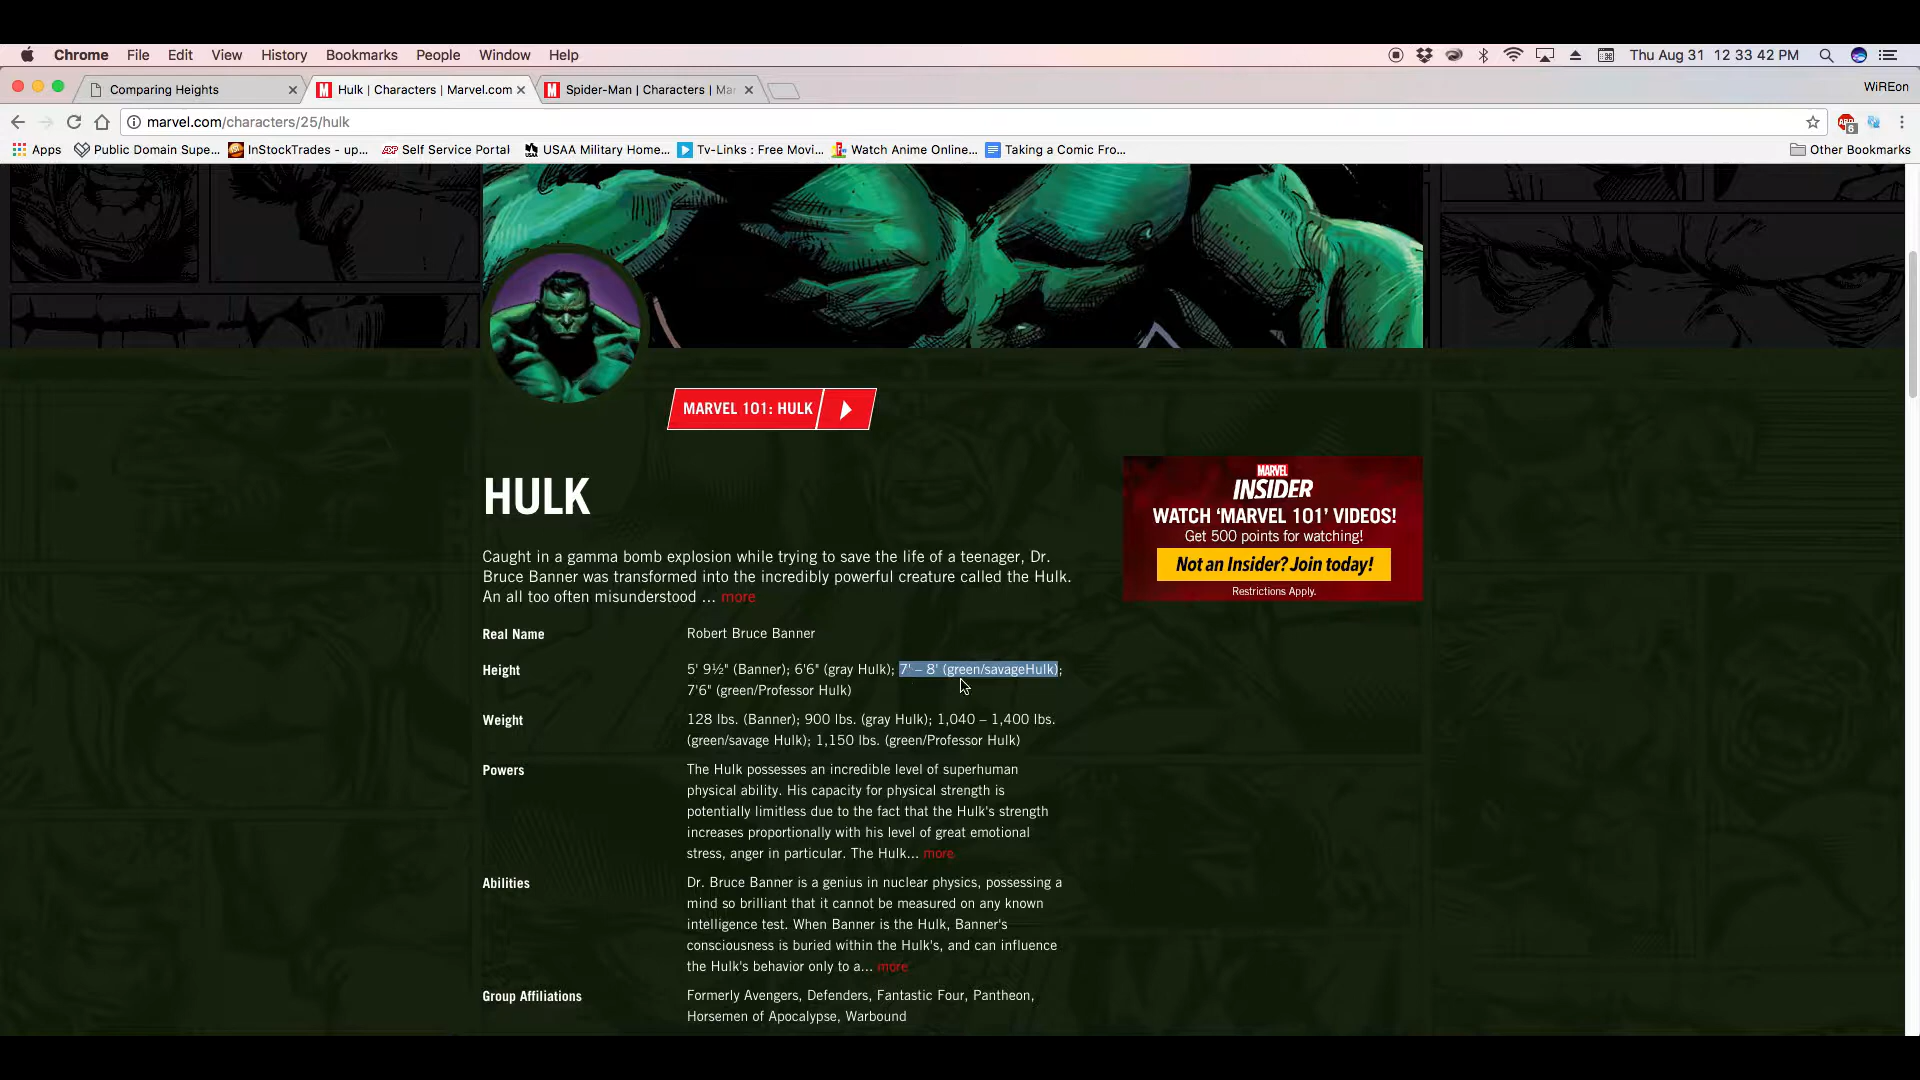 Chrome File Edit View History Bookmarks People Window Help Thu Aug 31 12 33 42 PM
Comparing Heights Hulk | Characters | Marvel.com Spider-Man | Characters | Mar WiREon
marvel.com/characters/25/hulk
Apps Public Domain Supe... InStockTrades - up... ADP Self Service Portal USAA Military Home... Tv-Links : Free Movi... Watch Anime Online... Taking a Comic Fro... Other Bookmarks
MARVEL 101: HULK
HULK
MARVEL
INSIDER
WATCH ‘MARVEL 101’ VIDEOS!
Get 500 points for watching!
Not an Insider? Join today!
Restrictions Apply.
Caught in a gamma bomb explosion while trying to save the life of a teenager, Dr.
Bruce Banner was transformed into the incredibly powerful creature called the Hulk.
An all too often misunderstood ... more
Real Name Robert Bruce Banner
Height 5' 9½" (Banner); 6'6" (gray Hulk); 7' – 8' (green/savageHulk);
7'6" (green/Professor Hulk)
Weight 128 lbs. (Banner); 900 lbs. (gray Hulk); 1,040 – 1,400 lbs.
(green/savage Hulk); 1,150 lbs. (green/Professor Hulk)
Powers The Hulk possesses an incredible level of superhuman
physical ability. His capacity for physical strength is
potentially limitless due to the fact that the Hulk's strength
increases proportionally with his level of great emotional
stress, anger in particular. The Hulk... more
Abilities Dr. Bruce Banner is a genius in nuclear physics, possessing a
mind so brilliant that it cannot be measured on any known
intelligence test. When Banner is the Hulk, Banner's
consciousness is buried within the Hulk's, and can influence
the Hulk's behavior only to a... more
Group Affiliations Formerly Avengers, Defenders, Fantastic Four, Pantheon,
Horsemen of Apocalypse, Warbound